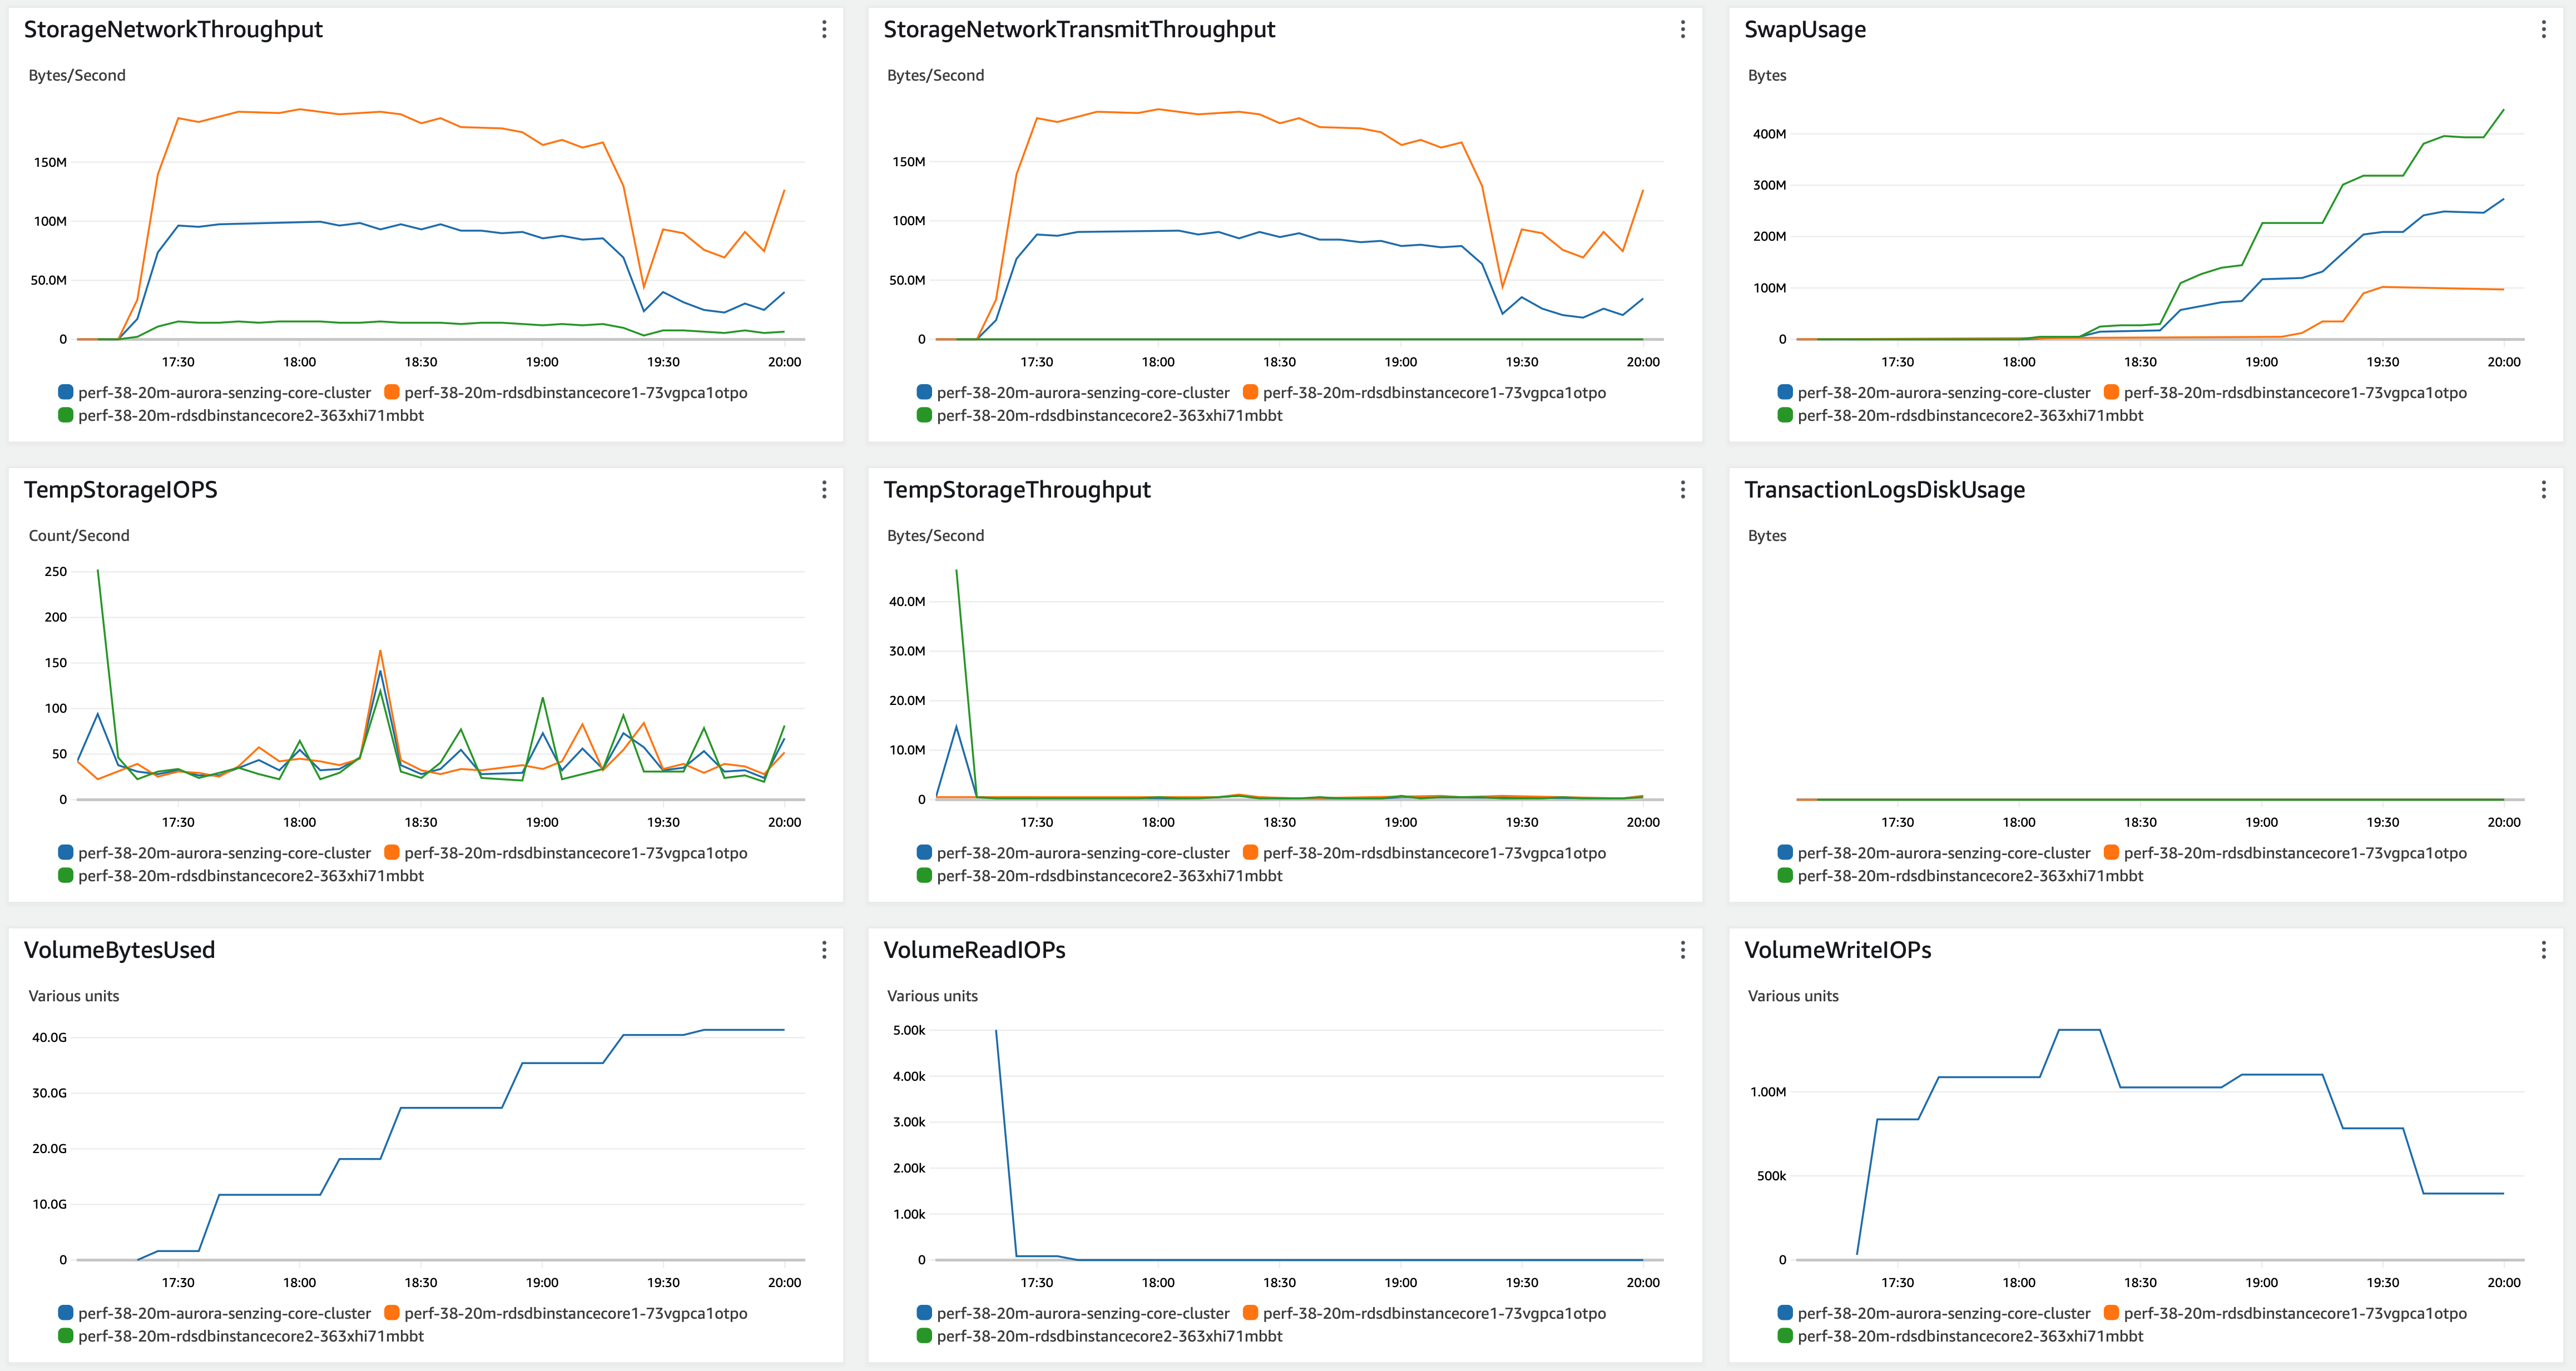 StorageNetworkThroughput
Bytes/Second
150M
100M
50.0M
0
17:30 18:00 18:30 19:00 19:30 20:00
perf-38-20m-aurora-senzing-core-cluster perf-38-20m-rdsdbinstancecore1-73vgpca1otpo
perf-38-20m-rdsdbinstancecore2-363xhi71mbbt
StorageNetworkTransmitThroughput
Bytes/Second
150M
100M
50.0M
0
17:30 18:00 18:30 19:00 19:30 20:00
perf-38-20m-aurora-senzing-core-cluster perf-38-20m-rdsdbinstancecore1-73vgpca1otpo
perf-38-20m-rdsdbinstancecore2-363xhi71mbbt
SwapUsage
Bytes
400M
300M
200M
100M
0
17:30 18:00 18:30 19:00 19:30 20:00
perf-38-20m-aurora-senzing-core-cluster perf-38-20m-rdsdbinstancecore1-73vgpca1otpo
perf-38-20m-rdsdbinstancecore2-363xhi71mbbt
TempStorageIOPS
Count/Second
250
200
150
100
50
0
17:30 18:00 18:30 19:00 19:30 20:00
perf-38-20m-aurora-senzing-core-cluster perf-38-20m-rdsdbinstancecore1-73vgpca1otpo
perf-38-20m-rdsdbinstancecore2-363xhi71mbbt
TempStorageThroughput
Bytes/Second
40.0M
30.0M
20.0M
10.0M
0
17:30 18:00 18:30 19:00 19:30 20:00
perf-38-20m-aurora-senzing-core-cluster perf-38-20m-rdsdbinstancecore1-73vgpca1otpo
perf-38-20m-rdsdbinstancecore2-363xhi71mbbt
TransactionLogsDiskUsage
Bytes
17:30 18:00 18:30 19:00 19:30 20:00
perf-38-20m-aurora-senzing-core-cluster perf-38-20m-rdsdbinstancecore1-73vgpca1otpo
perf-38-20m-rdsdbinstancecore2-363xhi71mbbt
VolumeBytesUsed
Various units
40.0G
30.0G
20.0G
10.0G
0
17:30 18:00 18:30 19:00 19:30 20:00
perf-38-20m-aurora-senzing-core-cluster perf-38-20m-rdsdbinstancecore1-73vgpca1otpo
perf-38-20m-rdsdbinstancecore2-363xhi71mbbt
VolumeReadIOPs
Various units
5.00k
4.00k
3.00k
2.00k
1.00k
0
17:30 18:00 18:30 19:00 19:30 20:00
perf-38-20m-aurora-senzing-core-cluster perf-38-20m-rdsdbinstancecore1-73vgpca1otpo
perf-38-20m-rdsdbinstancecore2-363xhi71mbbt
VolumeWriteIOPs
Various units
1.00M
500k
0
17:30 18:00 18:30 19:00 19:30 20:00
perf-38-20m-aurora-senzing-core-cluster perf-38-20m-rdsdbinstancecore1-73vgpca1otpo
perf-38-20m-rdsdbinstancecore2-363xhi71mbbt